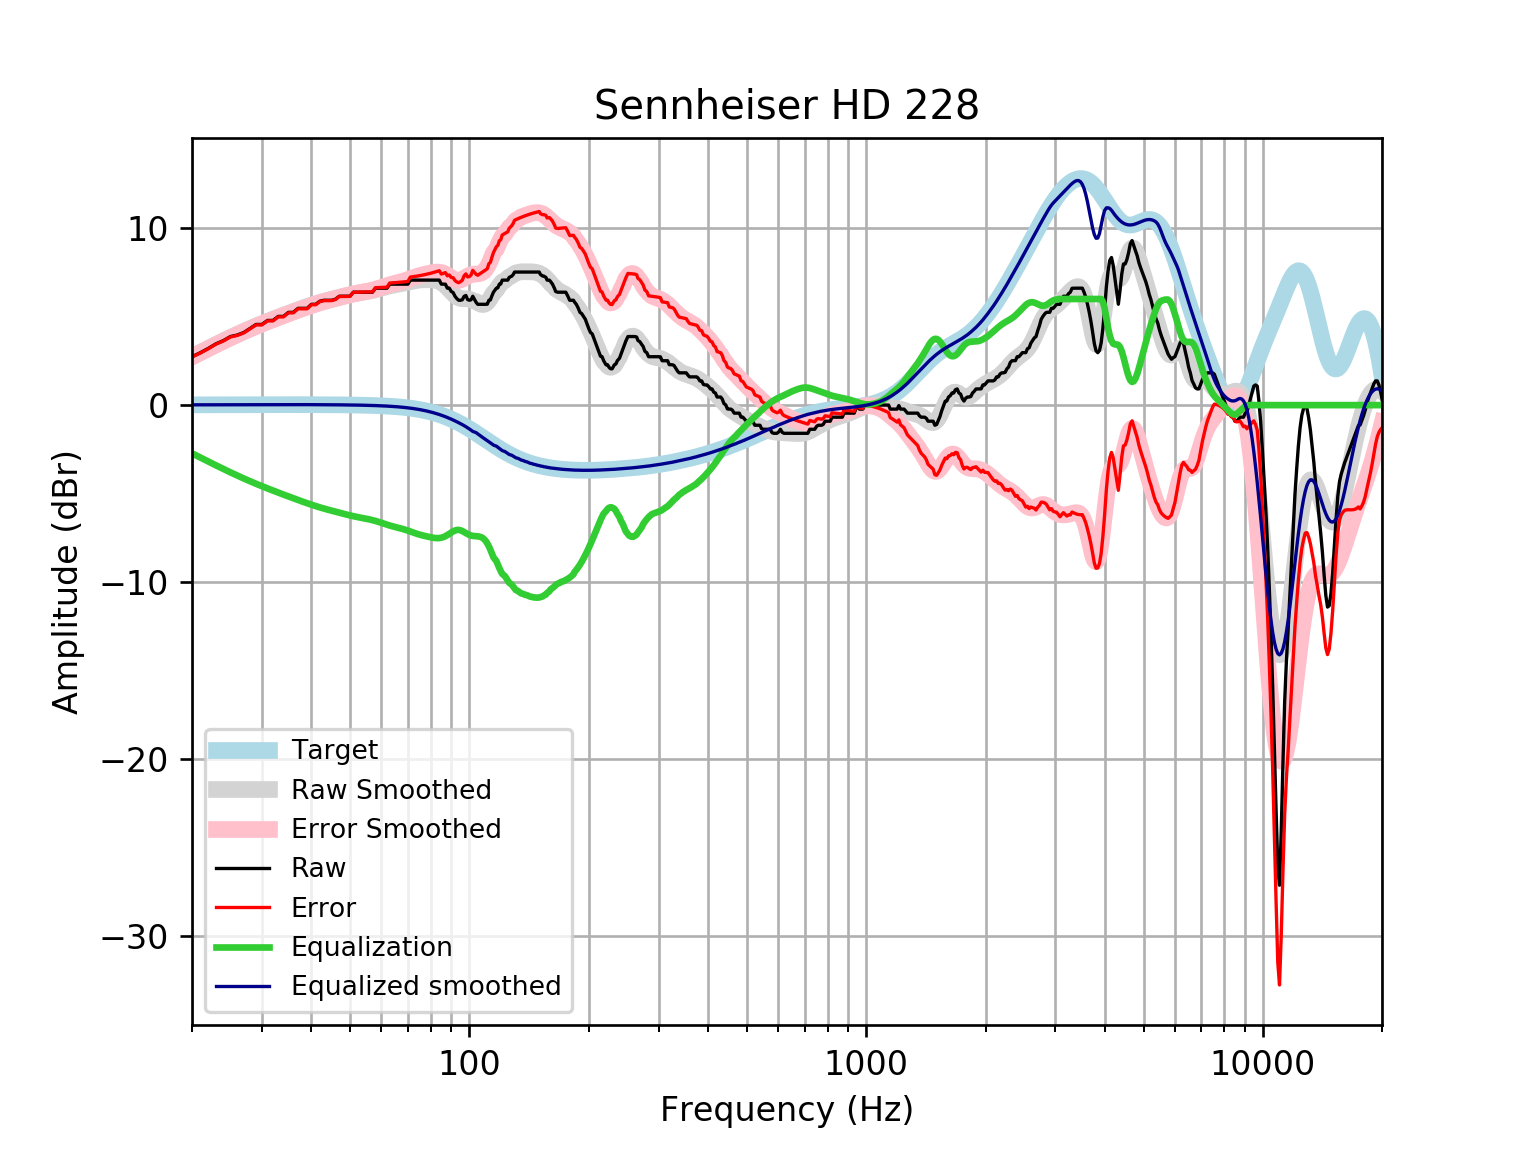 Sennheiser HD 228
10
0
−10
−20
−30
Amplitude (dBr)
Target
Raw Smoothed
Error Smoothed
Raw
Error
Equalization
Equalized smoothed
100
1000
10000
Frequency (Hz)